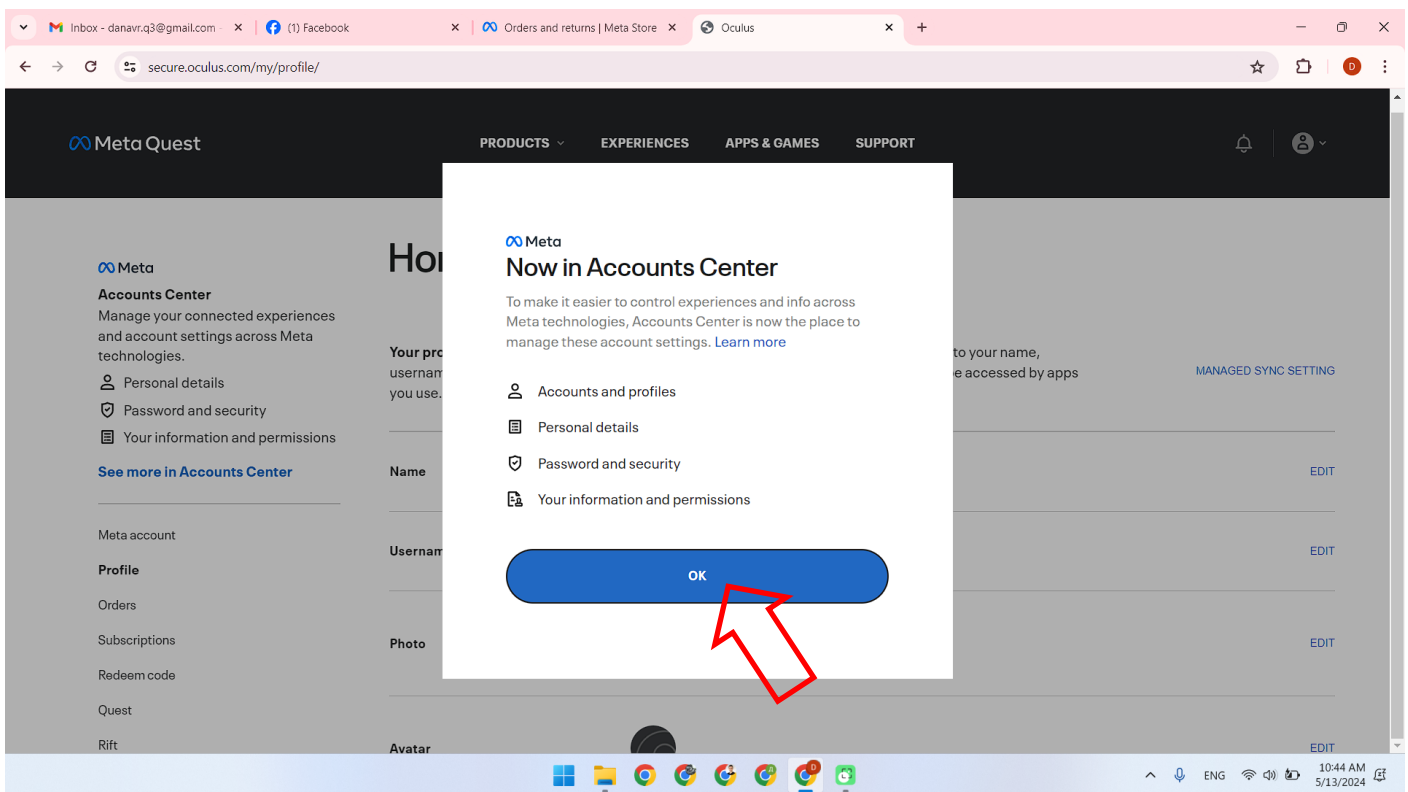 Inbox - danavr.q3@gmail.com
(1) Facebook
Orders and returns | Meta Store
Oculus
secure.oculus.com/my/profile/
D
Meta Quest
PRODUCTS
EXPERIENCES
APPS & GAMES
SUPPORT
Meta
Accounts Center
Manage your connected experiences
and account settings across Meta
technologies.
Personal details
Password and security
Your information and permissions
See more in Accounts Center
Meta account
Profile
Orders
Subscriptions
Redeem code
Quest
Rift
Meta
Now in Accounts Center
To make it easier to control experiences and info across
Meta technologies, Accounts Center is now the place to
manage these account settings. Learn more
Accounts and profiles
Personal details
Password and security
Your information and permissions
OK
Your pro to your name,
usernam e accessed by apps
you use.
MANAGED SYNC SETTING
Name
EDIT
Usernam
EDIT
Photo
EDIT
Avatar
EDIT
D
ENG
10:44 AM
5/13/2024